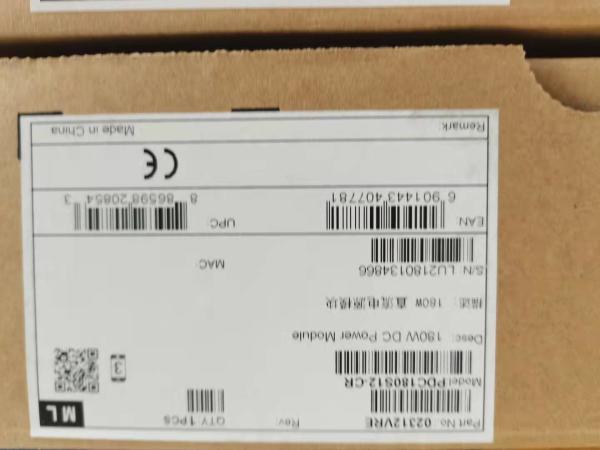 Part No: 02312VRE Rev: QTY: 1PCS ML
Model PDC180S12-CR
Desc: 180W DC Power Module
描述: 180W 直流电源模块
S/N: LU2180134866 MAC:
EAN: UPC:
6 901443 407781 8 86598 20854 3
CE
Remark: Made in China
3